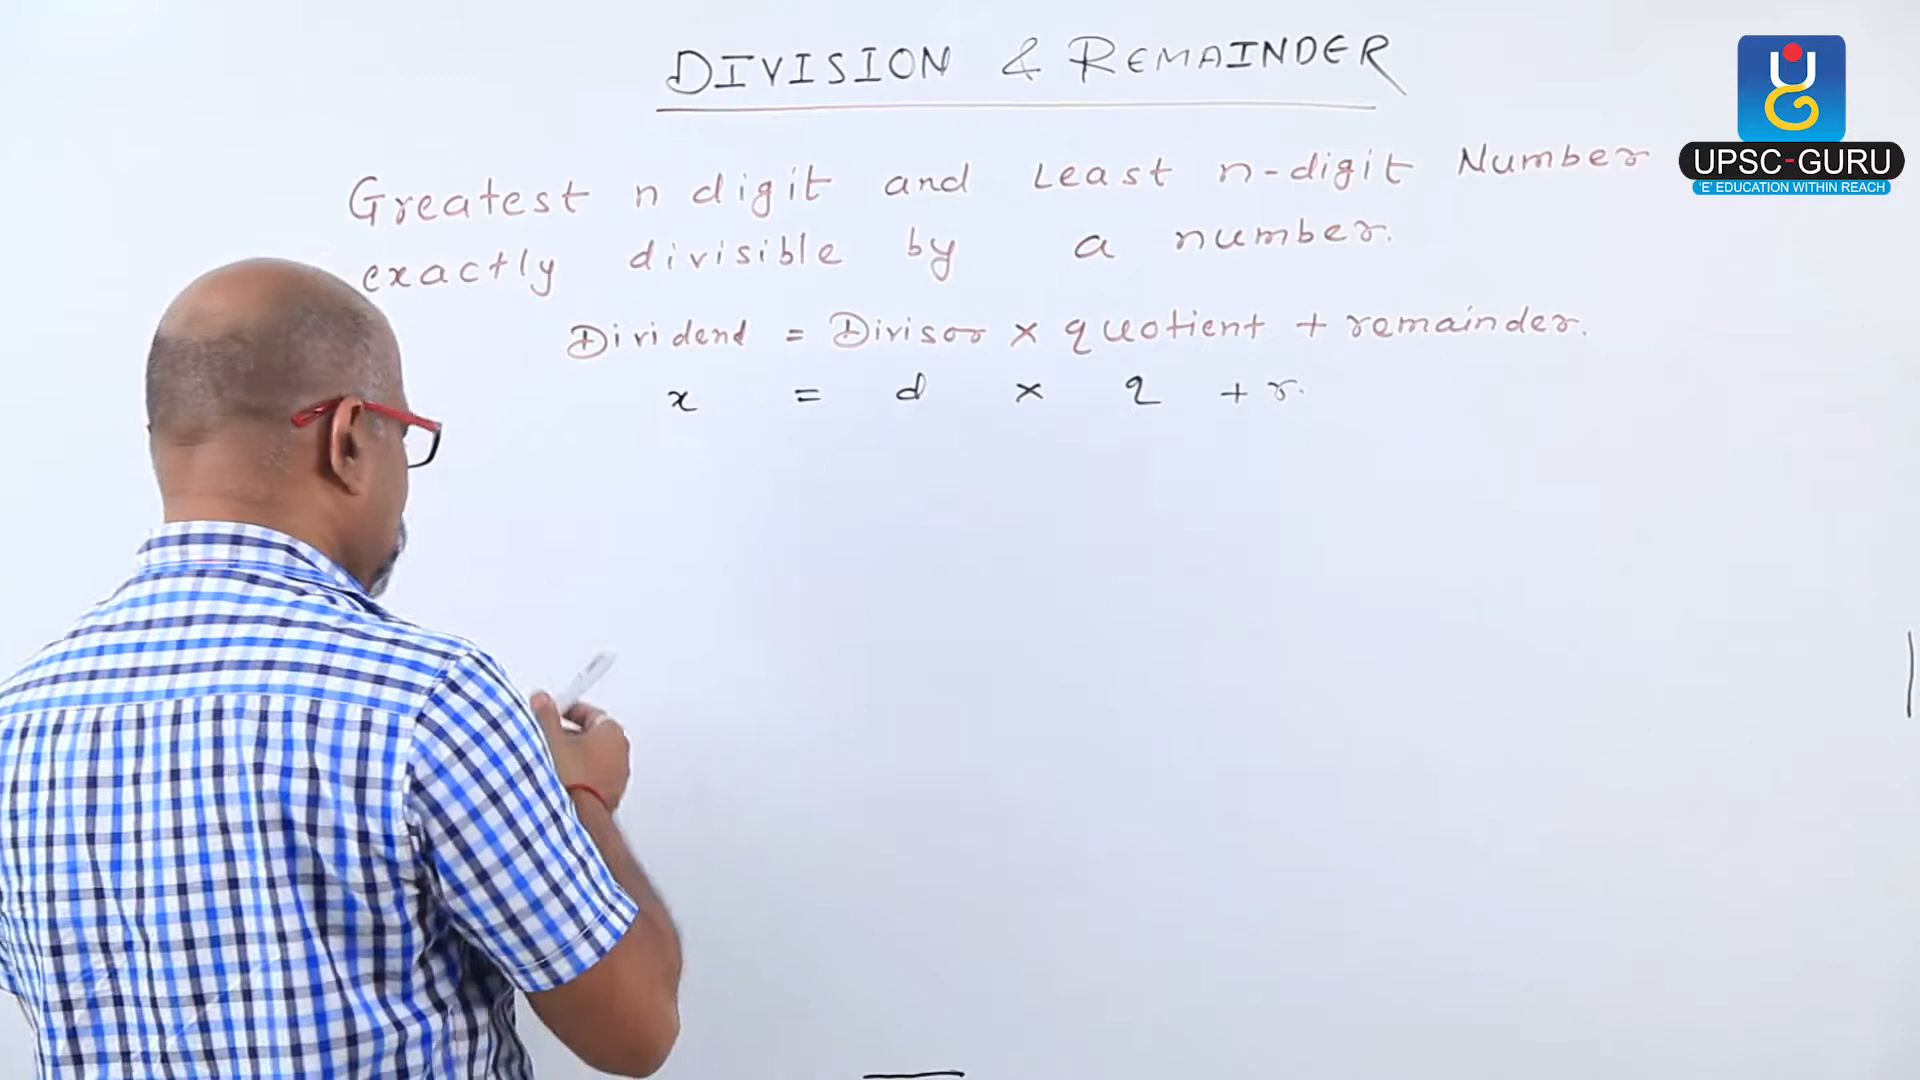 DIVISION & REMAINDER
Greatest n digit and Least n-digit Number
exactly divisible by a number.
Dividend = Divisor × quotient + remainder.
x = d × q + r.
UG
UPSC-GURU
'E' EDUCATION WITHIN REACH